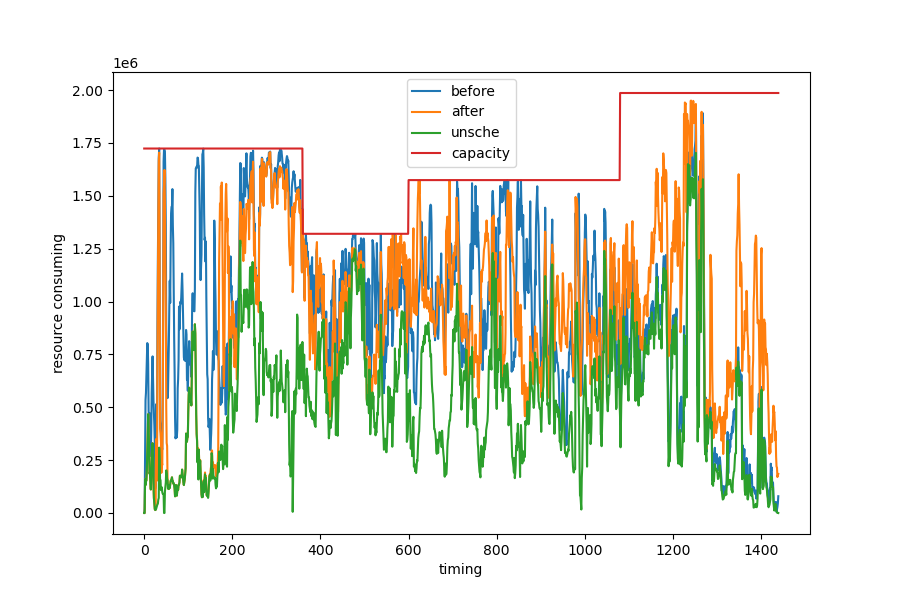 1e6
2.00
1.75
1.50
1.25
1.00
0.75
0.50
0.25
0.00
resource consuming
before
after
unsche
capacity
0 200 400 600 800 1000 1200 1400
timing